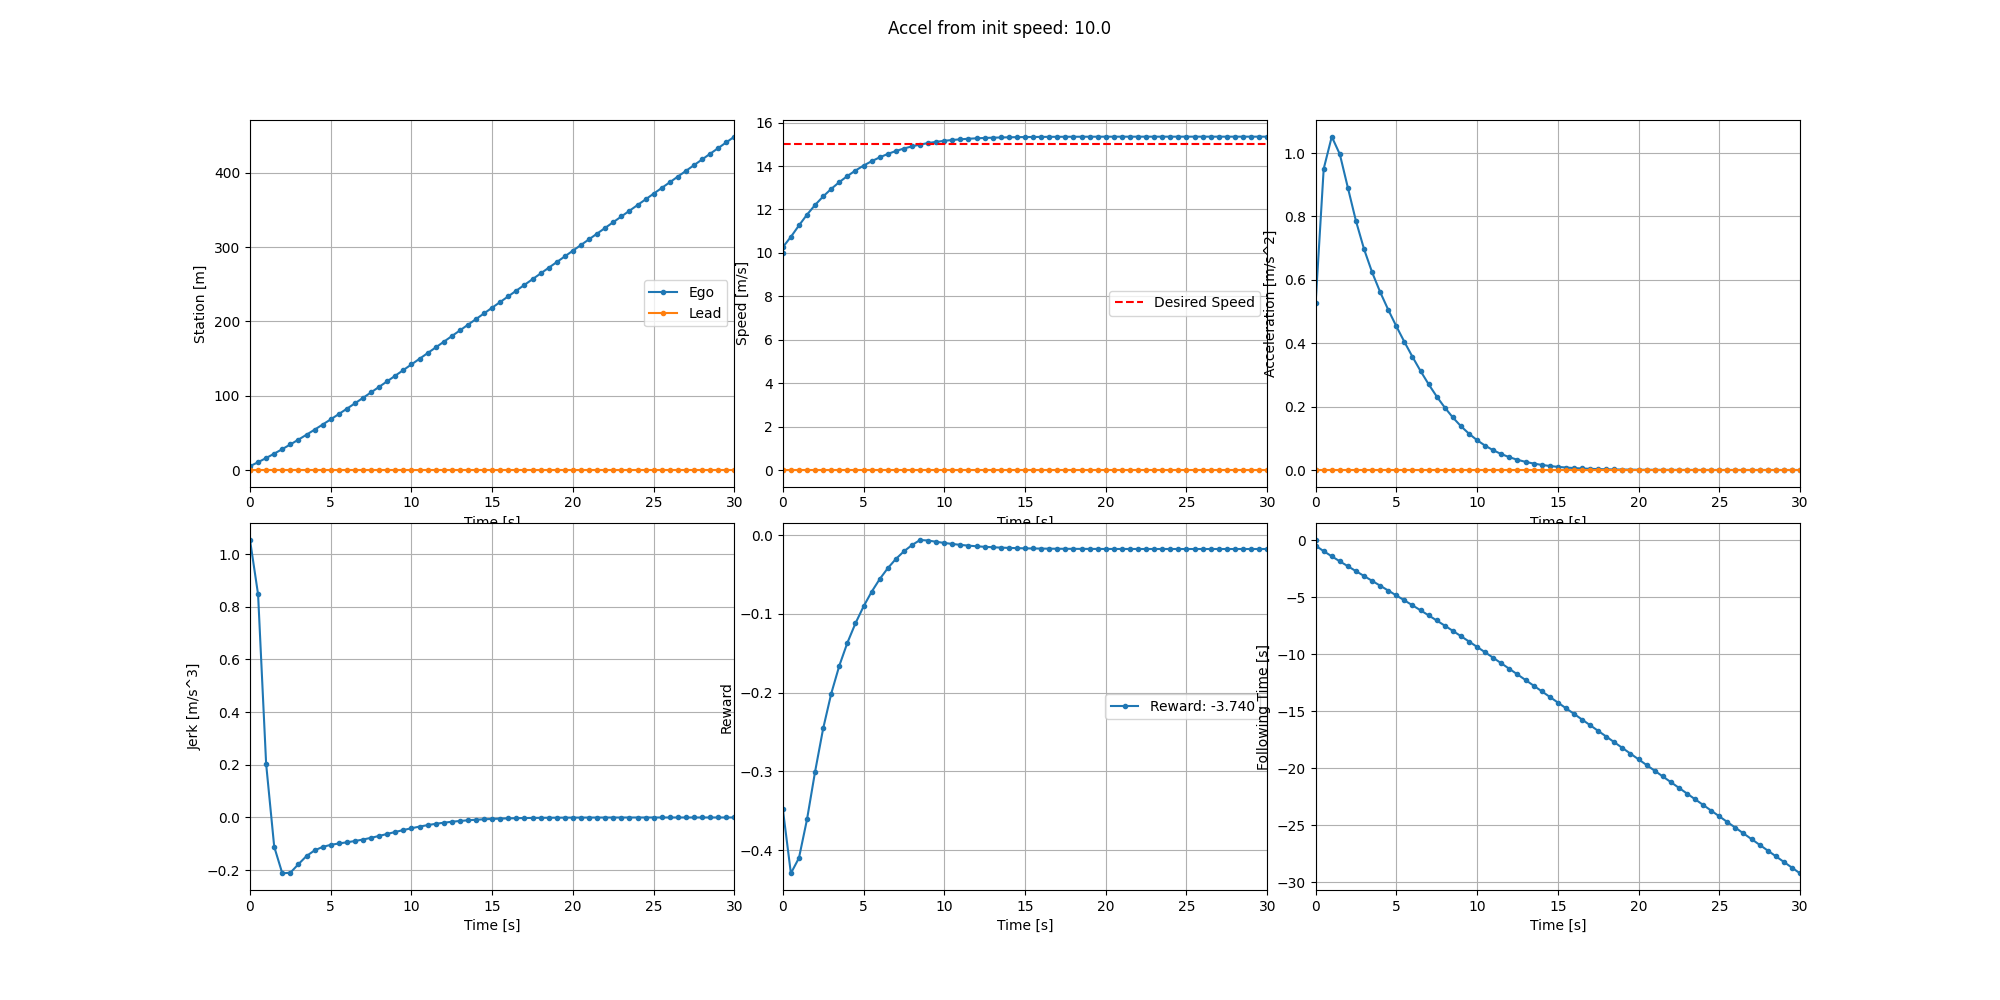 Accel from init speed: 10.0
Station [m]
400
300
200
100
0
0 5 10 15 20 25 30
Time [s]
Ego
Lead
Speed [m/s]
16
14
12
10
8
6
4
2
0
0 5 10 15 20 25 30
Time [s]
Desired Speed
Acceleration [m/s^2]
1.0
0.8
0.6
0.4
0.2
0.0
0 5 10 15 20 25 30
Time [s]
Jerk [m/s^3]
1.0
0.8
0.6
0.4
0.2
0.0
−0.2
0 5 10 15 20 25 30
Time [s]
Reward
0.0
−0.1
−0.2
−0.3
−0.4
0 5 10 15 20 25 30
Time [s]
Reward: -3.740
Following Time [s]
0
−5
−10
−15
−20
−25
−30
0 5 10 15 20 25 30
Time [s]